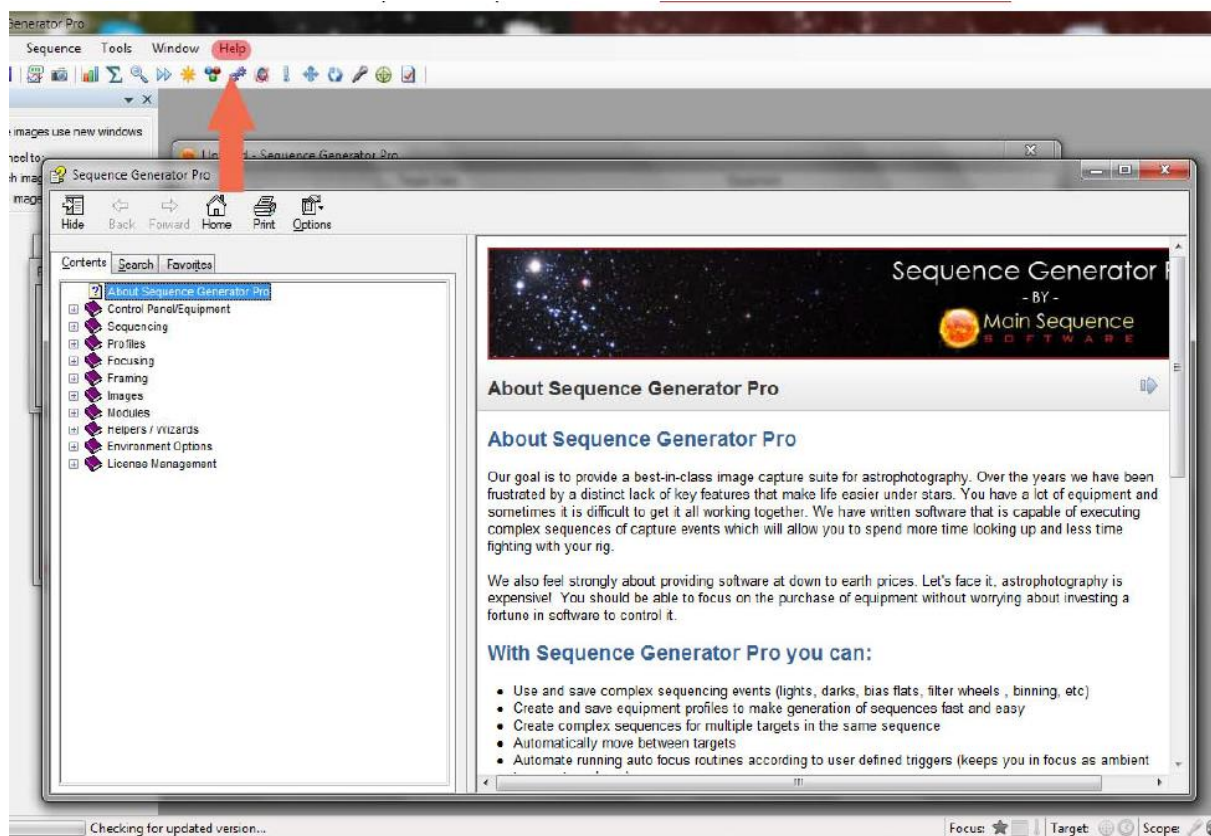 Generator Pro
Sequence Tools Window Help
images use new windows
Sequence Generator Pro
Sequence Generator Pro
Hide Back Forward Home Print Options
Contents Search Favorites
About Sequence Generator Pro
Control Panel/Equipment
Sequencing
Profiles
Focusing
Framing
Images
Modules
Helpers / Wizards
Environment Options
License Management
Sequence Generator
- BY -
Main Sequence
SOFTWARE
About Sequence Generator Pro
About Sequence Generator Pro
Our goal is to provide a best-in-class image capture suite for astrophotography. Over the years we have been
frustrated by a distinct lack of key features that make life easier under stars. You have a lot of equipment and
sometimes it is difficult to get it all working together. We have written software that is capable of executing
complex sequences of capture events which will allow you to spend more time looking up and less time
fighting with your rig.
We also feel strongly about providing software at down to earth prices. Let's face it, astrophotography is
expensive! You should be able to focus on the purchase of equipment without worrying about investing a
fortune in software to control it.
With Sequence Generator Pro you can:
• Use and save complex sequencing events (lights, darks, bias flats, filter wheels , binning, etc)
• Create and save equipment profiles to make generation of sequences fast and easy
• Create complex sequences for multiple targets in the same sequence
• Automatically move between targets
• Automate running auto focus routines according to user defined triggers (keeps you in focus as ambient
Checking for updated version...
Focus: Target: Scope: